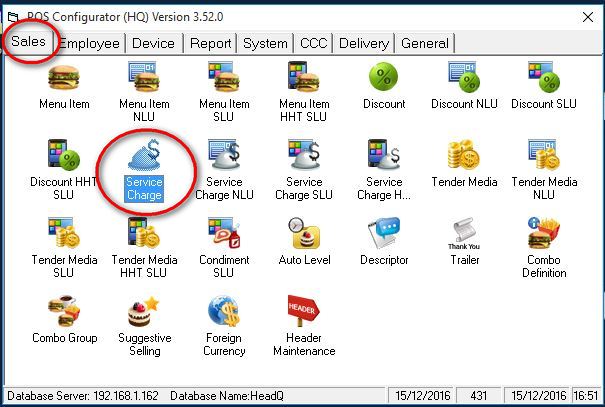 POS Configurator (HQ) Version 3.52.0
Sales Employee Device Report System CCC Delivery General
Menu Item
Menu Item
NLU
Menu Item
SLU
Menu Item
HHT SLU
Discount
Discount NLU
Discount SLU
Discount HHT
SLU
Service
Charge
Service
Charge NLU
Service
Charge SLU
Service
Charge H...
Tender Media
Tender Media
NLU
Tender Media
SLU
Tender Media
HHT SLU
Condiment
SLU
Auto Level
Descriptor
Thank You
Trailer
Combo
Definition
Combo Group
Suggestive
Selling
Foreign
Currency
HEADER
Header
Maintenance
Database Server: 192.168.1.162 Database Name:HeadQ 15/12/2016 431 15/12/2016 16:51